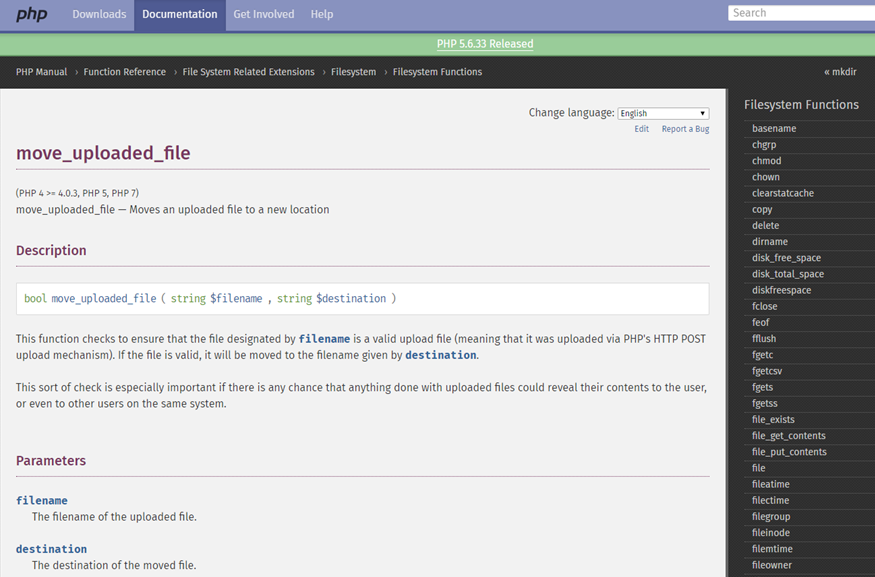 php Downloads Documentation Get Involved Help Search
PHP 5.6.33 Released
PHP Manual › Function Reference › File System Related Extensions › Filesystem › Filesystem Functions « mkdir
Change language: English
Edit Report a Bug
move_uploaded_file
(PHP 4 >= 4.0.3, PHP 5, PHP 7)
move_uploaded_file — Moves an uploaded file to a new location
Description
bool move_uploaded_file ( string $filename , string $destination )
This function checks to ensure that the file designated by filename is a valid upload file (meaning that it was uploaded via PHP's HTTP POST
upload mechanism). If the file is valid, it will be moved to the filename given by destination.
This sort of check is especially important if there is any chance that anything done with uploaded files could reveal their contents to the user,
or even to other users on the same system.
Parameters
filename
The filename of the uploaded file.
destination
The destination of the moved file.
Filesystem Functions
basename
chgrp
chmod
chown
clearstatcache
copy
delete
dirname
disk_free_space
disk_total_space
diskfreespace
fclose
feof
fflush
fgetc
fgetcsv
fgets
fgetss
file_exists
file_get_contents
file_put_contents
file
fileatime
filectime
filegroup
fileinode
filemtime
fileowner